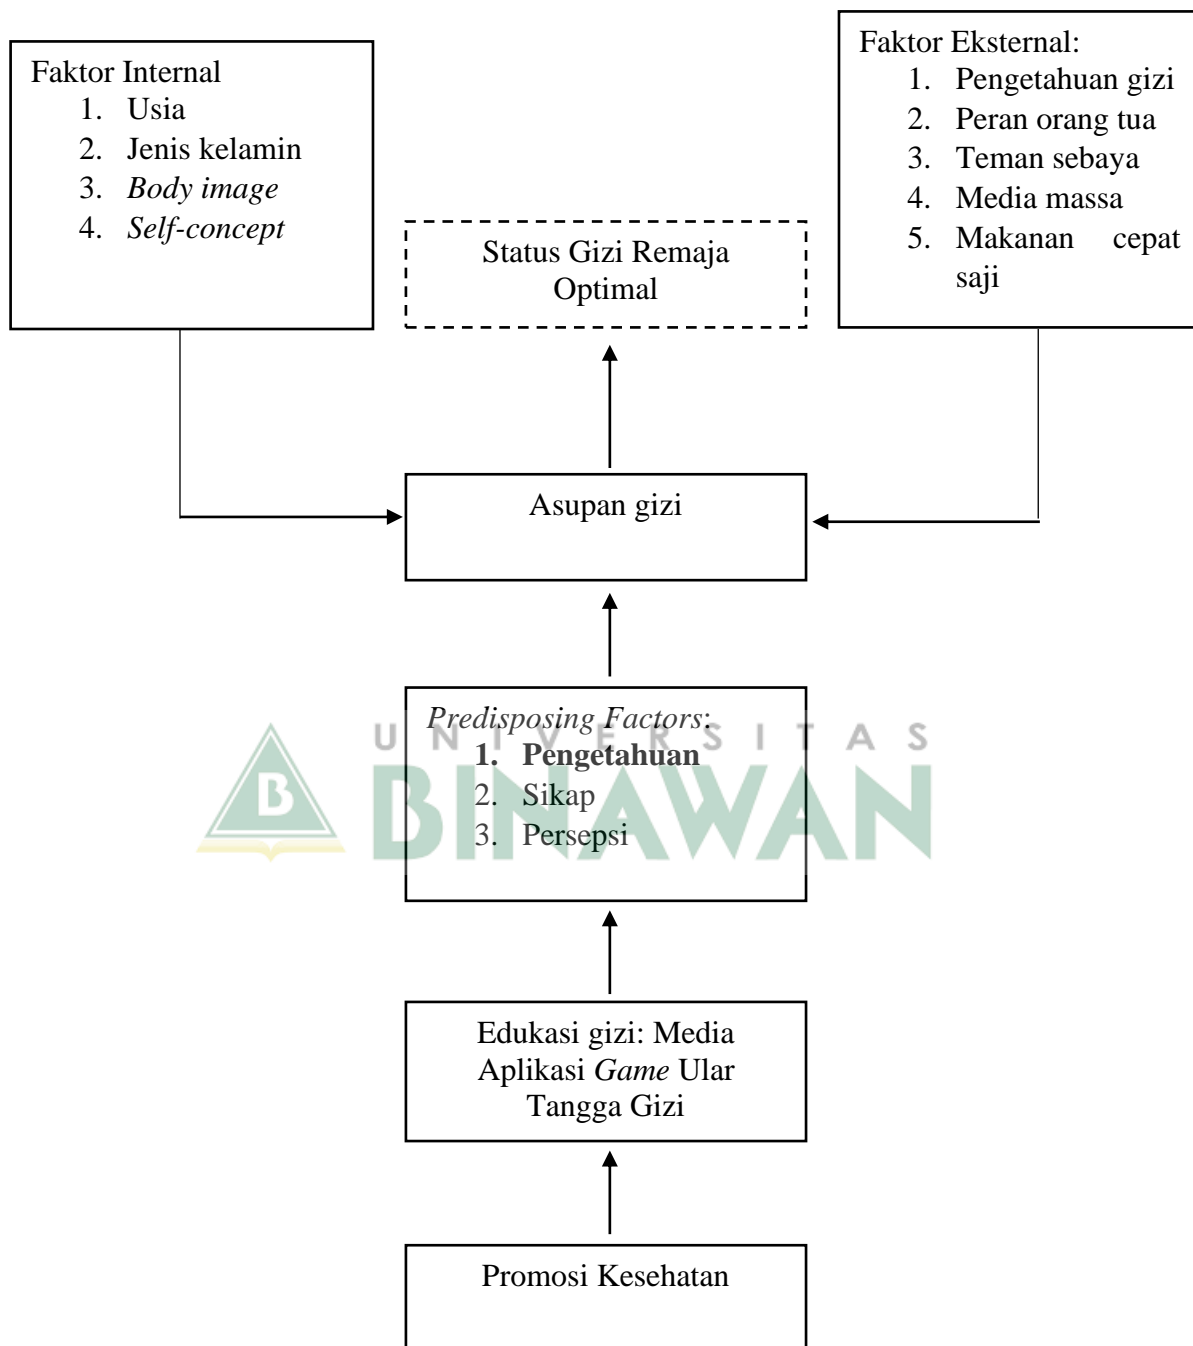 Faktor Internal
1. Usia
2. Jenis kelamin
3. Body image
4. Self-concept
Faktor Eksternal:
1. Pengetahuan gizi
2. Peran orang tua
3. Teman sebaya
4. Media massa
5. Makanan cepat
saji
Status Gizi Remaja
Optimal
Asupan gizi
Predisposing Factors:
1. Pengetahuan
2. Sikap
3. Persepsi
UNIVERSITAS
B BINAWAN
Edukasi gizi: Media
Aplikasi Game Ular
Tangga Gizi
Promosi Kesehatan